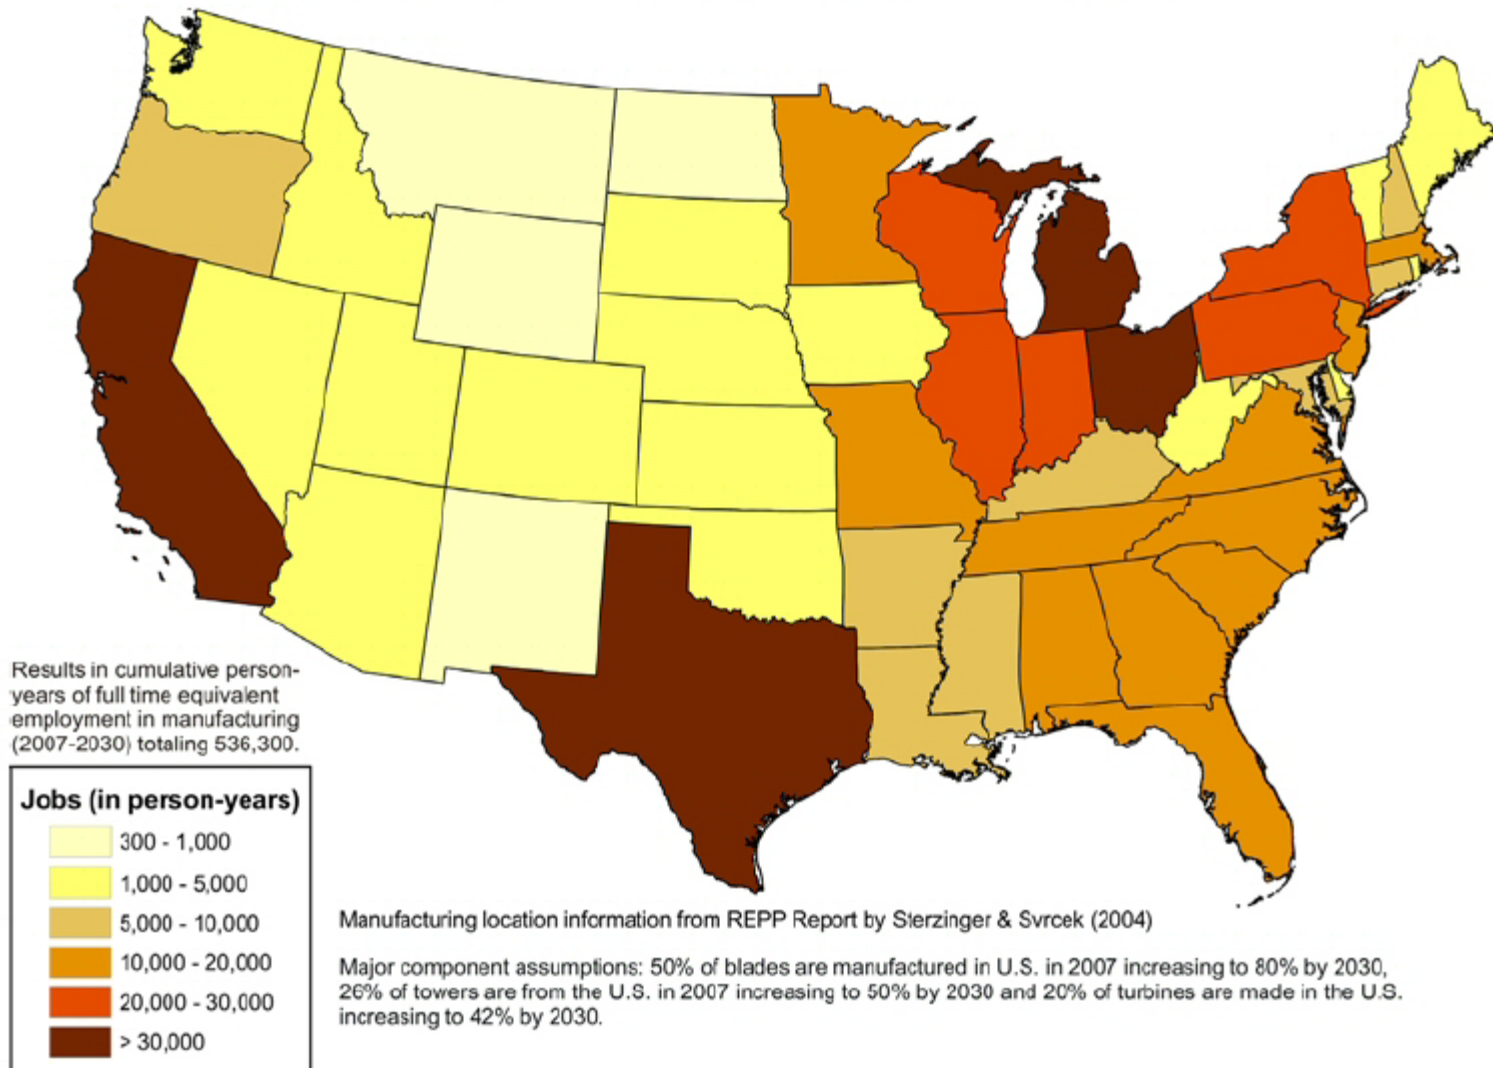 Results in cumulative person-
years of full time equivalent
employment in manufacturing
(2007-2030) totaling 536,300.
Jobs (in person-years)
300 - 1,000
1,000 - 5,000
5,000 - 10,000
10,000 - 20,000
20,000 - 30,000
> 30,000
Manufacturing location information from REPP Report by Sterzinger & Svrcek (2004)
Major component assumptions: 50% of blades are manufactured in U.S. in 2007 increasing to 80% by 2030,
26% of towers are from the U.S. in 2007 increasing to 50% by 2030 and 20% of turbines are made in the U.S.
increasing to 42% by 2030.